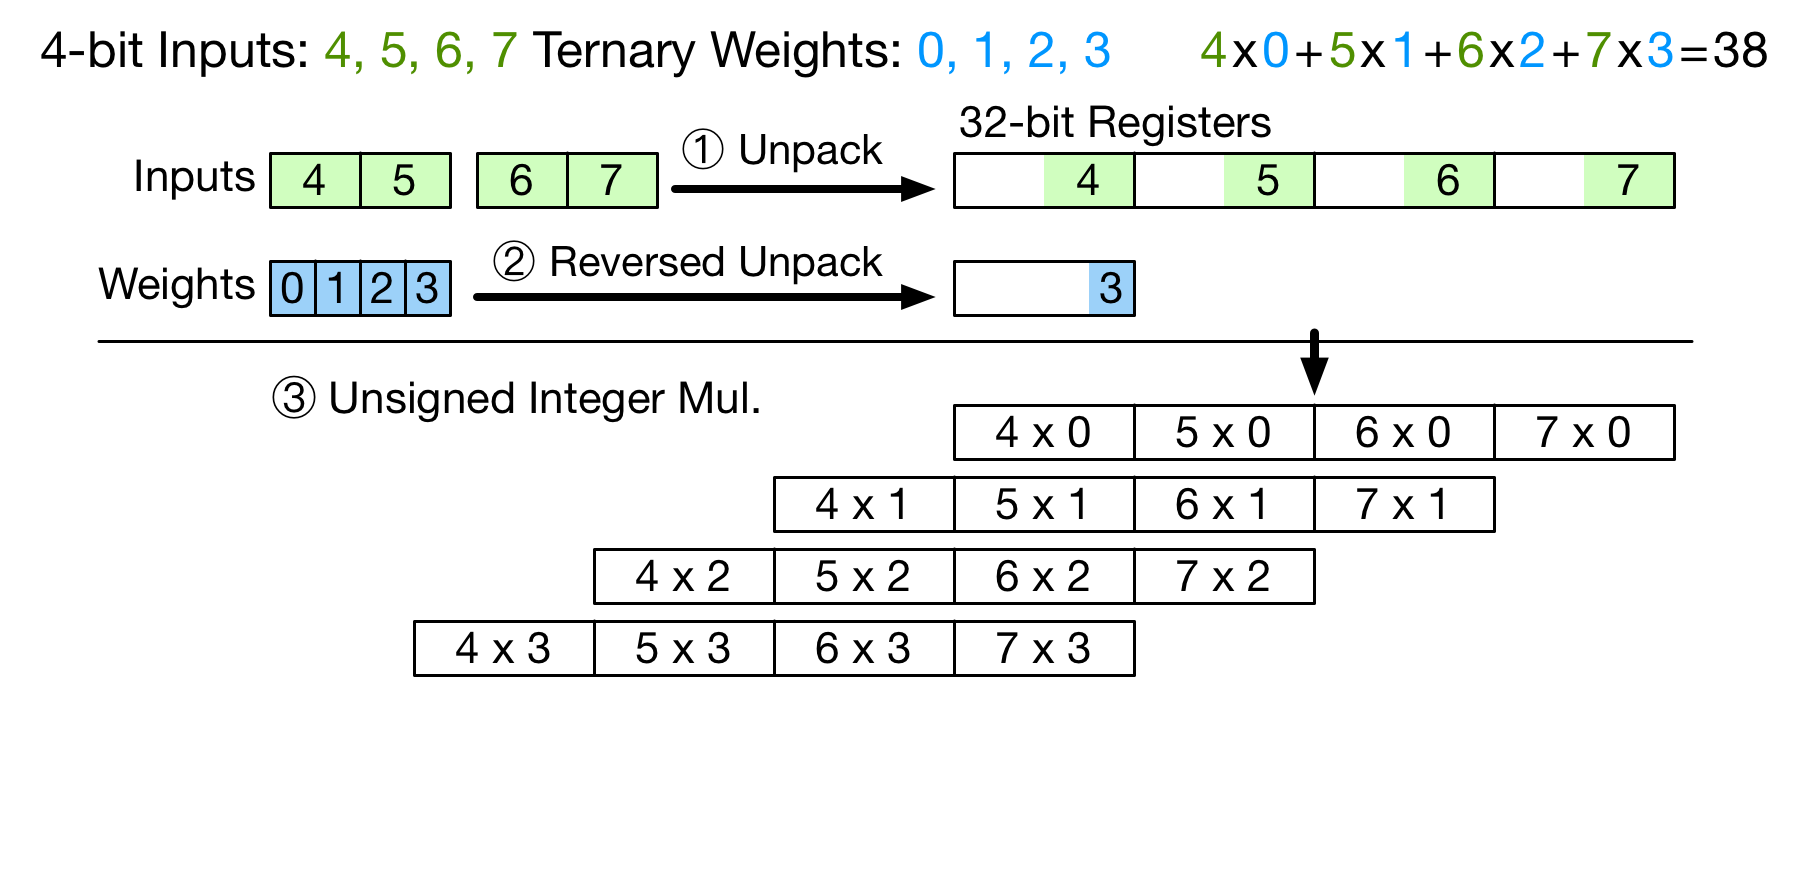 4-bit Inputs: 4, 5, 6, 7 Ternary Weights: 0, 1, 2, 3 4x0+5x1+6x2+7x3=38
32-bit Registers
Inputs 4 5 6 7 ① Unpack 4 5 6 7
Weights 0 1 2 3 ② Reversed Unpack 3
③ Unsigned Integer Mul.
4 x 0 5 x 0 6 x 0 7 x 0
4 x 1 5 x 1 6 x 1 7 x 1
4 x 2 5 x 2 6 x 2 7 x 2
4 x 3 5 x 3 6 x 3 7 x 3